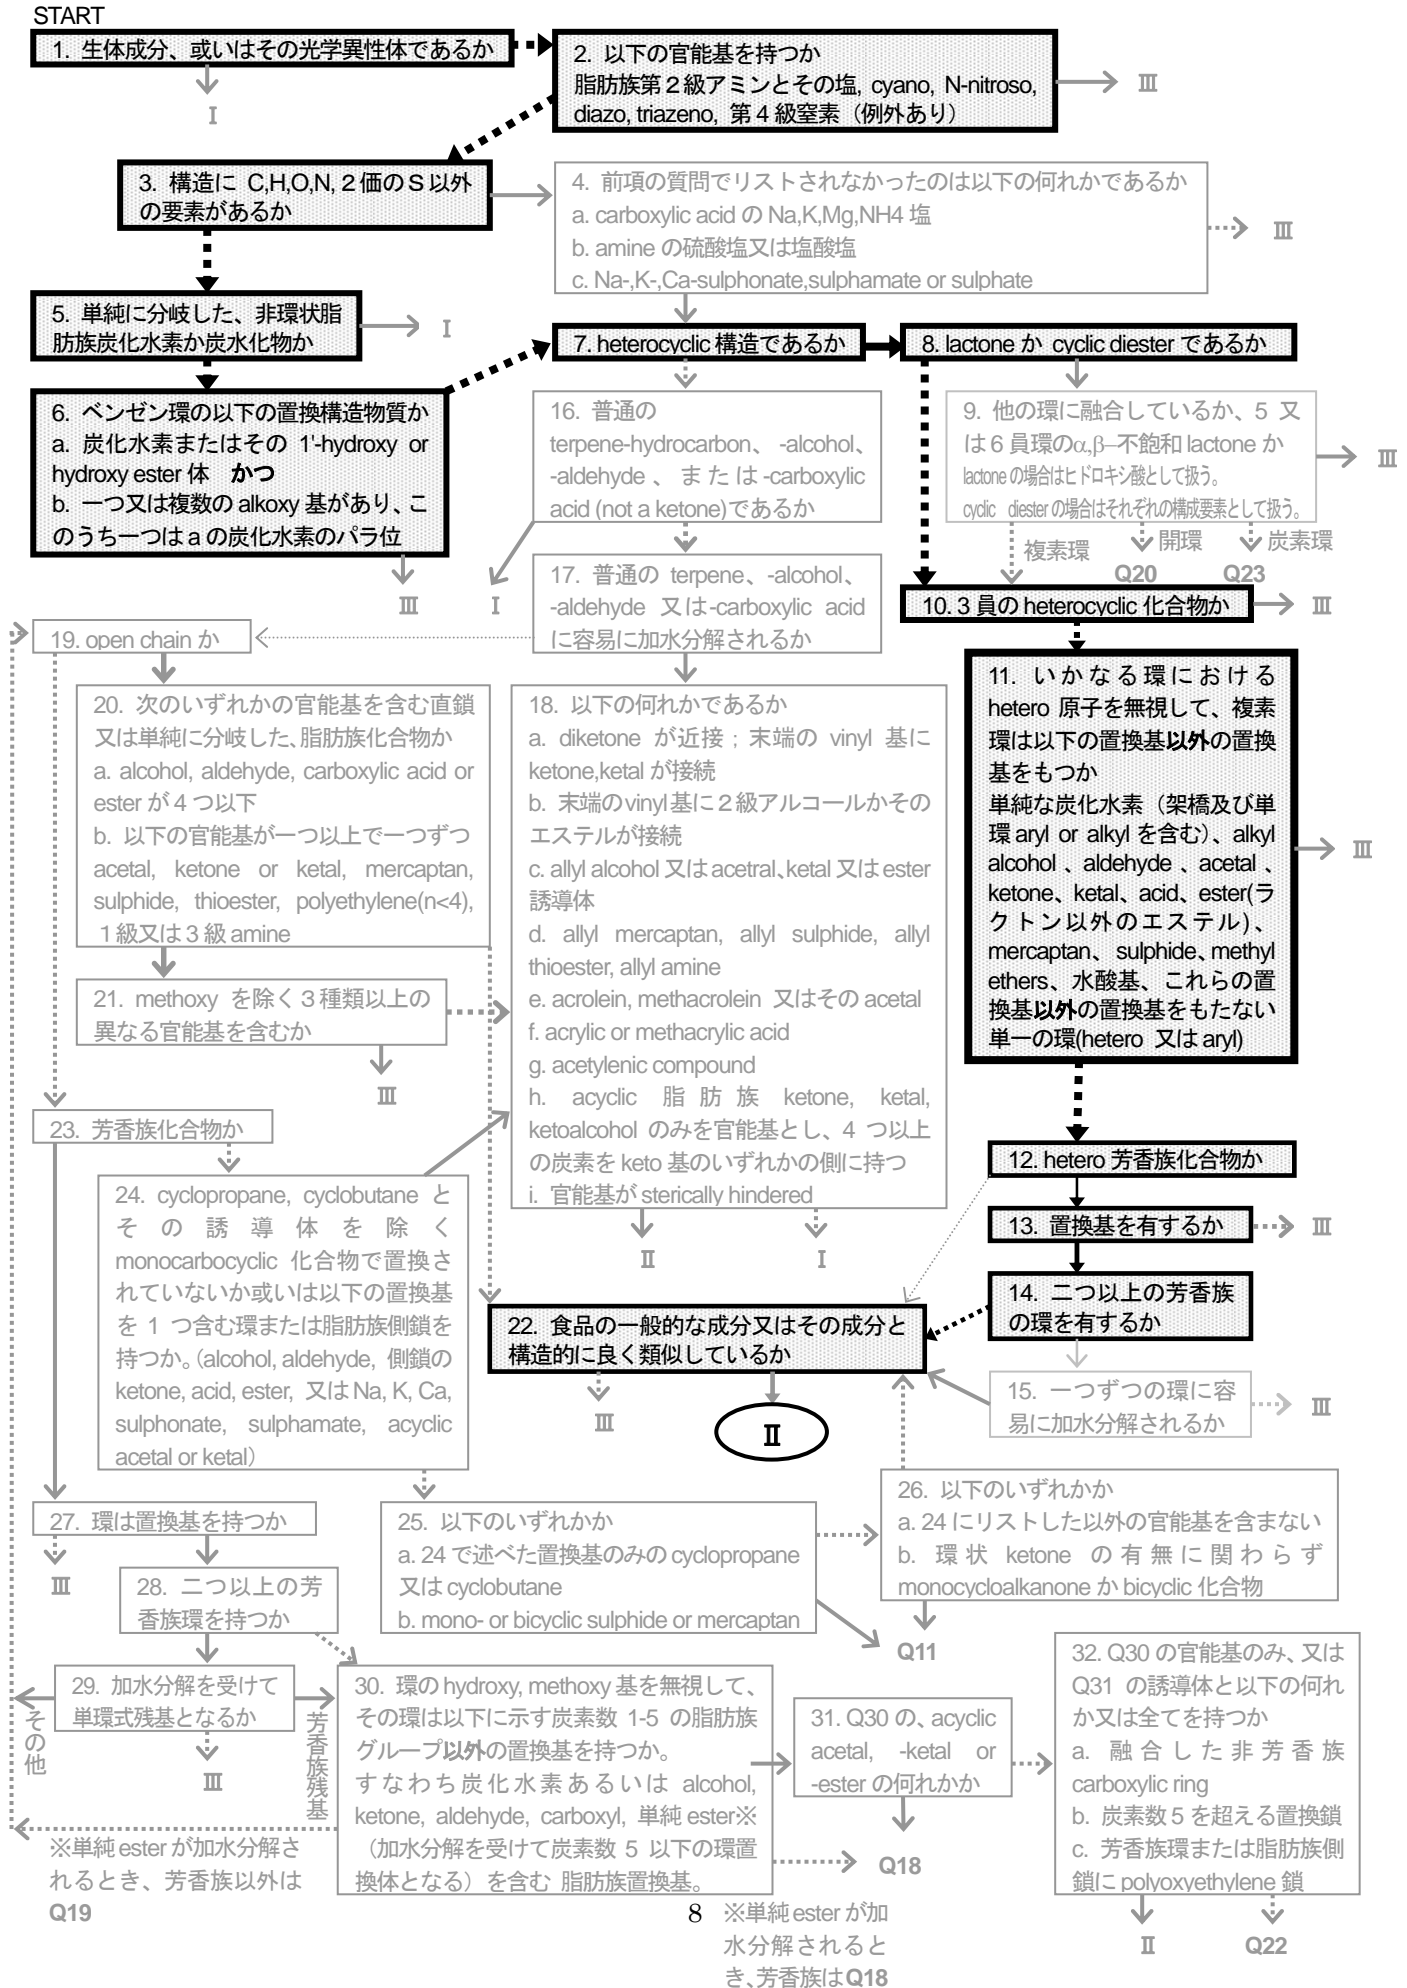 START
1. 生体成分、或いはその光学異性体であるか
I
2. 以下の官能基を持つか
脂肪族第２級アミンとその塩, cyano, N-nitroso,
diazo, triazeno, 第４級窒素（例外あり）
Ⅲ
3. 構造に C,H,O,N,２価のＳ以外
の要素があるか
4. 前項の質問でリストされなかったのは以下の何れかであるか
a. carboxylic acid の Na,K,Mg,NH4 塩
b. amine の硫酸塩又は塩酸塩
c. Na-,K-,Ca-sulphonate,sulphamate or sulphate
Ⅲ
5. 単純に分岐した、非環状脂
肪族炭化水素か炭水化物か
I
6. ベンゼン環の以下の置換構造物質か
a. 炭化水素またはその 1'-hydroxy or
hydroxy ester 体 かつ
b. 一つ又は複数の alkoxy 基があり、こ
のうち一つは a の炭化水素のパラ位
Ⅲ
7. heterocyclic 構造であるか
8. lactone か cyclic diester であるか
9. 他の環に融合しているか、5 又
は 6 員環のα,β−不飽和 lactone か
lactone の場合はヒドロキシ酸として扱う。
cyclic diester の場合はそれぞれの構成要素として扱う。
Ⅲ
複素環
開環
炭素環
Q20
Q23
10. 3 員の heterocyclic 化合物か
Ⅲ
16. 普通の
terpene-hydrocarbon、-alcohol、
-aldehyde 、または-carboxylic
acid (not a ketone)であるか
I
17. 普通の terpene、-alcohol、
-aldehyde 又は-carboxylic acid
に容易に加水分解されるか
19. open chain か
11. いかなる環における
hetero 原子を無視して、複素
環は以下の置換基以外の置換
基をもつか
単純な炭化水素（架橋及び単
環 aryl or alkyl を含む）、alkyl
alcohol 、aldehyde 、acetal 、
ketone、ketal、acid、ester(ラ
クトン以外のエステル)、
mercaptan、sulphide、methyl
ethers、水酸基、これらの置
換基以外の置換基をもたない
単一の環(hetero 又は aryl)
Ⅲ
20. 次のいずれかの官能基を含む直鎖
又は単純に分岐した、脂肪族化合物か
a. alcohol, aldehyde, carboxylic acid or
ester が 4 つ以下
b. 以下の官能基が一つ以上で一つずつ
acetal, ketone or ketal, mercaptan,
sulphide, thioester, polyethylene(n<4),
１級又は３級 amine
18. 以下の何れかであるか
a. diketone が近接；末端の vinyl 基に
ketone,ketal が接続
b. 末端の vinyl 基に２級アルコールかその
エステルが接続
c. allyl alcohol 又は acetral、ketal 又は ester
誘導体
d. allyl mercaptan, allyl sulphide, allyl
thioester, allyl amine
e. acrolein, methacrolein 又はその acetal
f. acrylic or methacrylic acid
g. acetylenic compound
h. acyclic 脂肪族 ketone, ketal,
ketoalcohol のみを官能基とし、4 つ以上
の炭素を keto 基のいずれかの側に持つ
i. 官能基が sterically hindered
Ⅱ
I
21. methoxy を除く３種類以上の
異なる官能基を含むか
Ⅲ
23. 芳香族化合物か
12. hetero 芳香族化合物か
13. 置換基を有するか
Ⅲ
14. 二つ以上の芳香族
の環を有するか
24. cyclopropane, cyclobutane と
その誘導体を除く
monocarbocyclic 化合物で置換さ
れていないか或いは以下の置換基
を 1 つ含む環または脂肪族側鎖を
持つか。(alcohol, aldehyde, 側鎖の
ketone, acid, ester, 又は Na, K, Ca,
sulphonate, sulphamate, acyclic
acetal or ketal）
22. 食品の一般的な成分又はその成分と
構造的に良く類似しているか
Ⅲ
Ⅱ
15. 一つずつの環に容
易に加水分解されるか
Ⅲ
27. 環は置換基を持つか
Ⅲ
25. 以下のいずれかか
a. 24 で述べた置換基のみの cyclopropane
又は cyclobutane
b. mono- or bicyclic sulphide or mercaptan
26. 以下のいずれかか
a. 24 にリストした以外の官能基を含まない
b. 環状 ketone の有無に関わらず
monocycloalkanone か bicyclic 化合物
Q11
28. 二つ以上の芳
香族環を持つか
29. 加水分解を受けて
単環式残基となるか
その他
芳香族残基
Ⅲ
30. 環の hydroxy, methoxy 基を無視して、
その環は以下に示す炭素数 1-5 の脂肪族
グループ以外の置換基を持つか。
すなわち炭化水素あるいは alcohol,
ketone, aldehyde, carboxyl, 単純 ester※
（加水分解を受けて炭素数 5 以下の環置
換体となる）を含む 脂肪族置換基。
31. Q30 の、acyclic
acetal, -ketal or
-ester の何れかか
Q18
32. Q30 の官能基のみ、又は
Q31 の誘導体と以下の何れ
か又は全てを持つか
a. 融合した非芳香族
carboxylic ring
b. 炭素数 5 を超える置換鎖
c. 芳香族環または脂肪族側
鎖に polyoxyethylene 鎖
Ⅱ
Q22
※単純 ester が加水分解さ
れるとき、芳香族以外は
Q19
8
※単純 ester が加
水分解されると
き、芳香族は Q18